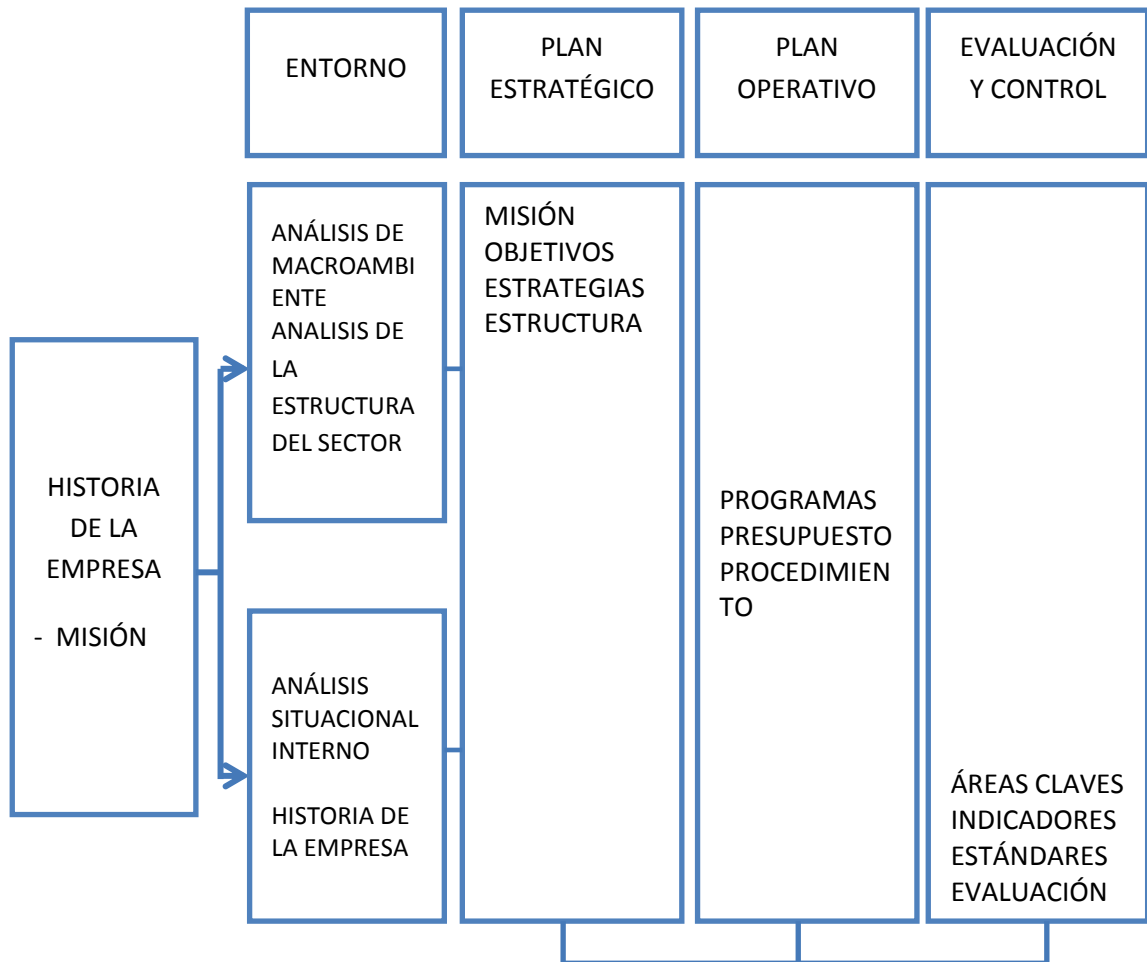 ENTORNO
PLAN
ESTRATÉGICO
PLAN
OPERATIVO
EVALUACIÓN
Y CONTROL
HISTORIA
DE LA
EMPRESA
- MISIÓN
ANÁLISIS DE
MACROAMBI
ENTE
ANALISIS DE
LA
ESTRUCTURA
DEL SECTOR
ANÁLISIS
SITUACIONAL
INTERNO
HISTORIA DE
LA EMPRESA
MISIÓN
OBJETIVOS
ESTRATEGIAS
ESTRUCTURA
PROGRAMAS
PRESUPUESTO
PROCEDIMIEN
TO
ÁREAS CLAVES
INDICADORES
ESTÁNDARES
EVALUACIÓN